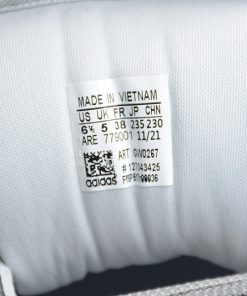 MADE IN VIETNAM
US UK FR JP CHN
6½ 5 38 235 230
ARE 779001 11/21
ART GW0267
adidas